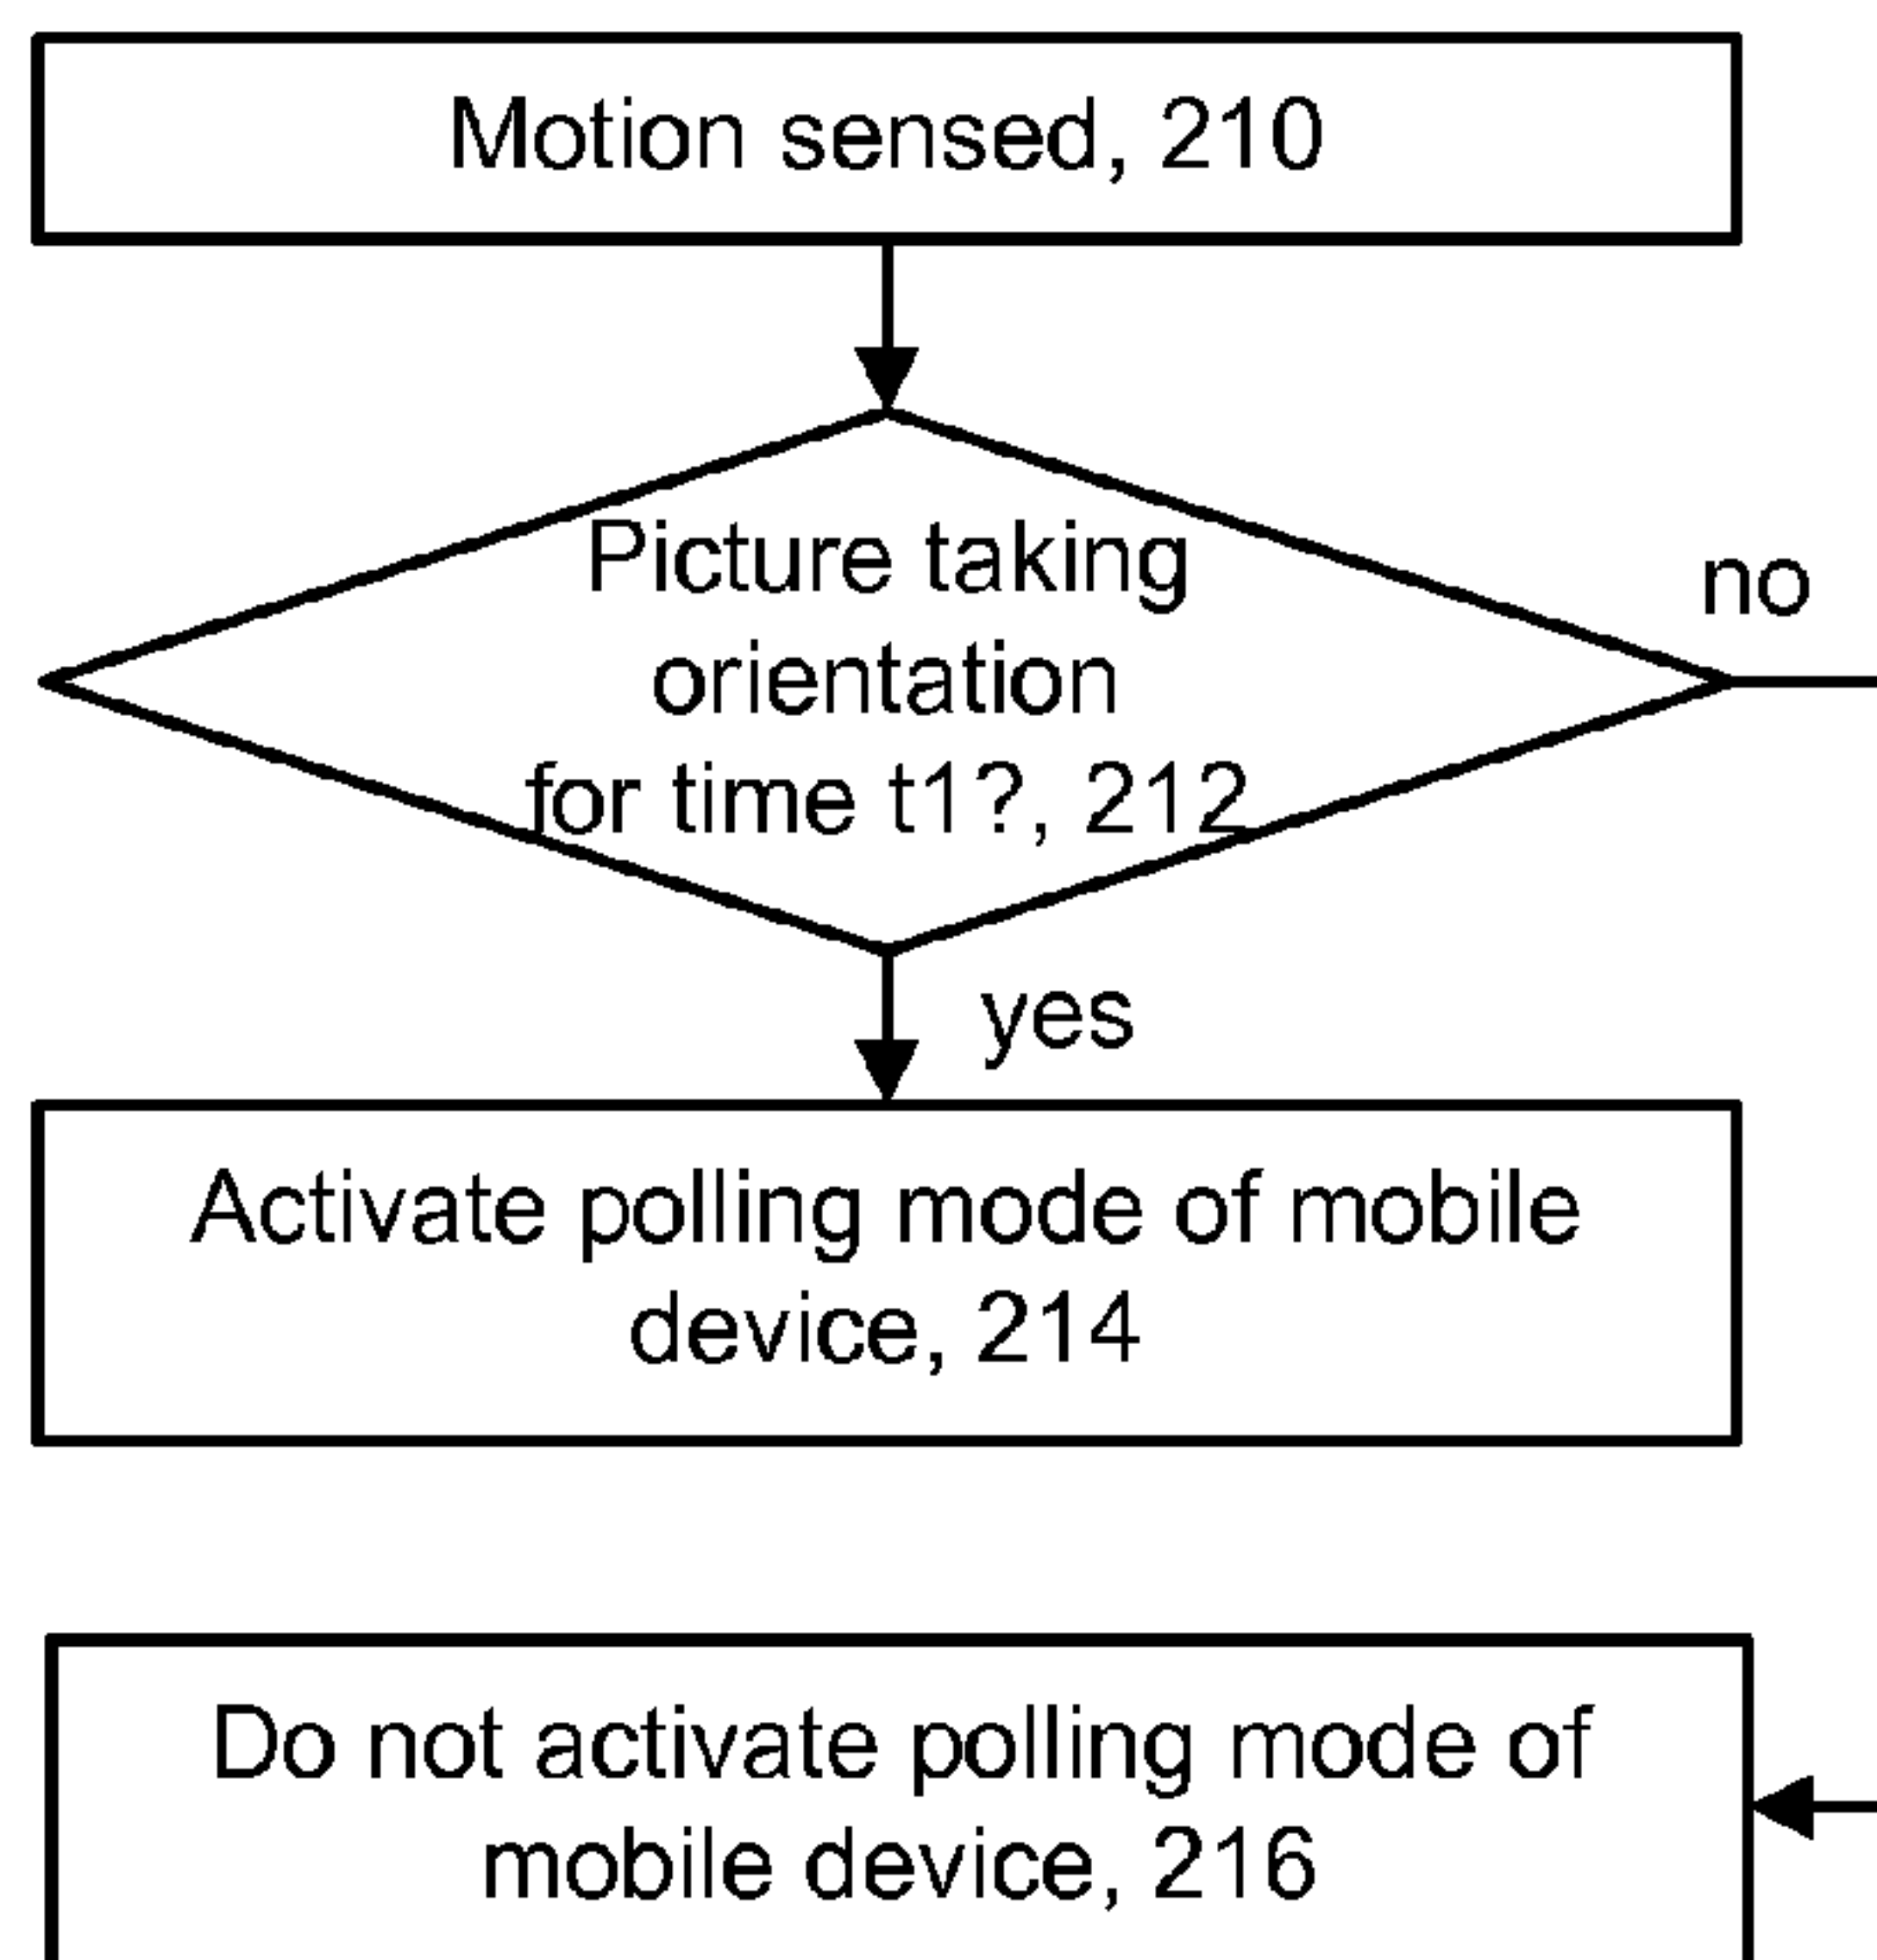 Motion sensed, 210
Picture taking
orientation
for time t1?, 212
no
yes
Activate polling mode of mobile
device, 214
Do not activate polling mode of
mobile device, 216